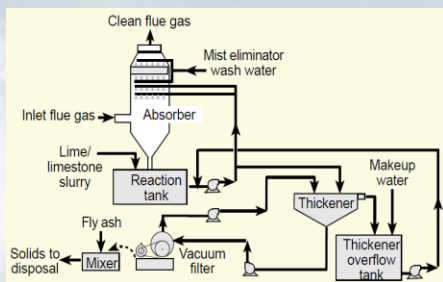 Clean flue gas
Mist eliminator
wash water
Inlet flue gas
Absorber
Lime/
limestone
slurry
Reaction
tank
Makeup
water
Thickener
Fly ash
Solids to
disposal
Mixer
Vacuum
filter
Thickener
overflow
tank